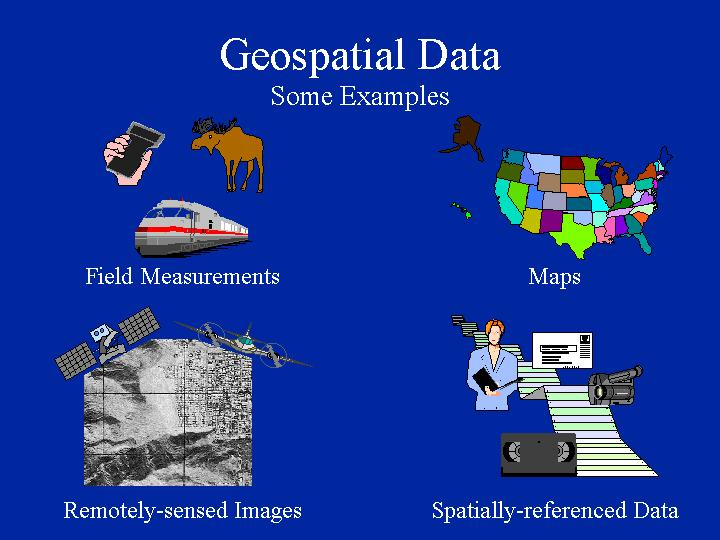 Geospatial Data
Some Examples
Field Measurements
Maps
Remotely-sensed Images
Spatially-referenced Data